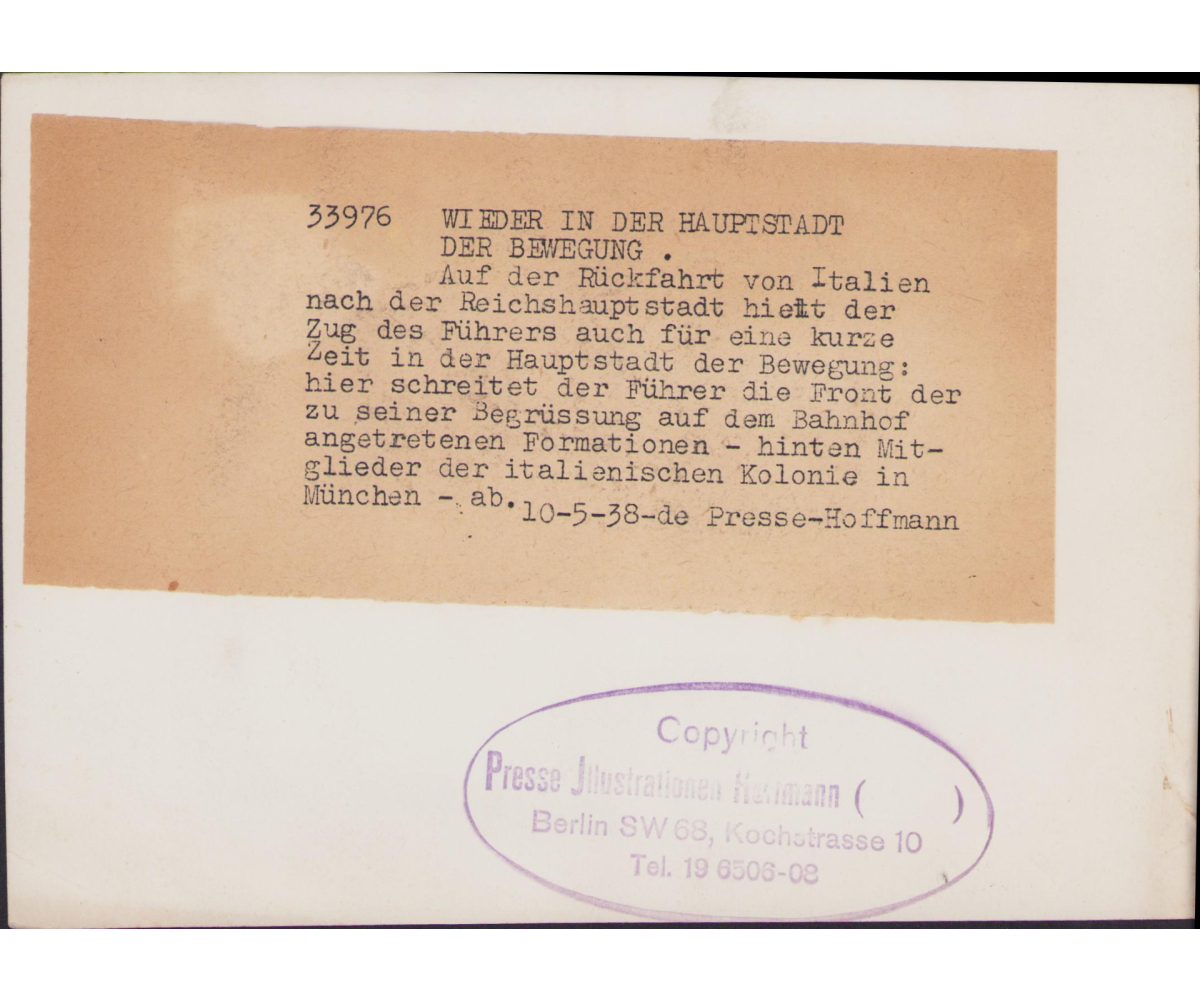 33976 WIEDER IN DER HAUPTSTADT
DER BEWEGUNG .
Auf der Rückfahrt von Italien
nach der Reichshauptstadt hielt der
Zug des Führers auch für eine kurze
Zeit in der Hauptstadt der Bewegung:
hier schreitet der Führer die Front der
zu seiner Begrüssung auf dem Bahnhof
angetretenen Formationen - hinten Mit-
glieder der italienischen Kolonie in
München - ab.
10-5-38-de Presse-Hoffmann
Copyright
Presse Jllustrationen Hoffmann ( )
Berlin SW 68, Kochstrasse 10
Tel. 19 6506-08